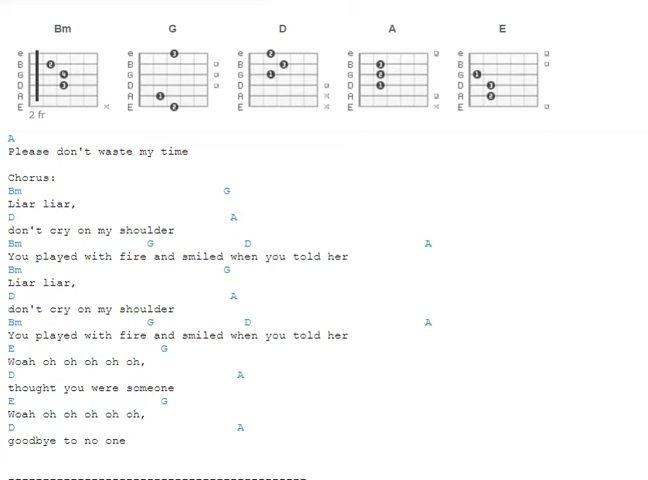 Bm G D A E
e B G D A E 2 fr x
e B G D A E
e B G D A E x x
e B G D A E x x
e B G D A E
A
Please don't waste my time
Chorus:
Bm G
Liar liar,
D A
don't cry on my shoulder
Bm G D A
You played with fire and smiled when you told her
Bm G
Liar liar,
D A
don't cry on my shoulder
Bm G D A
You played with fire and smiled when you told her
E G
Woah oh oh oh oh oh,
D A
thought you were someone
E G
Woah oh oh oh oh oh,
D A
goodbye to no one
--------------------------------------------